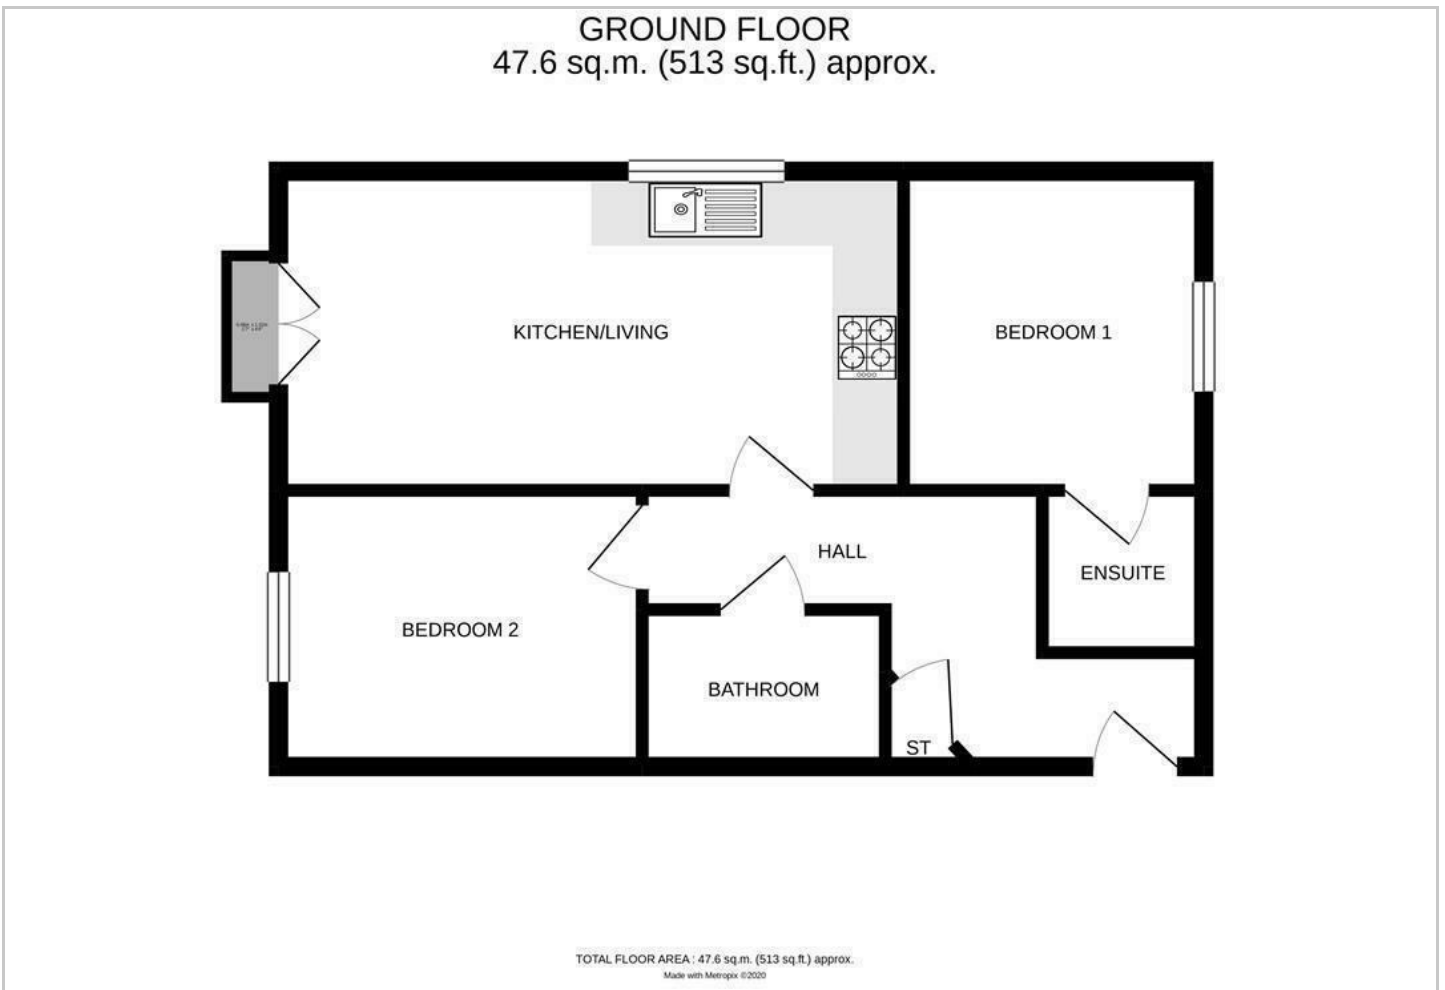 GROUND FLOOR
47.6 sq.m. (513 sq.ft.) approx.
KITCHEN/LIVING
BEDROOM 1
HALL
ENSUITE
BEDROOM 2
BATHROOM
ST
TOTAL FLOOR AREA : 47.6 sq.m. (513 sq.ft.) approx.
Made with Metropix ©2020